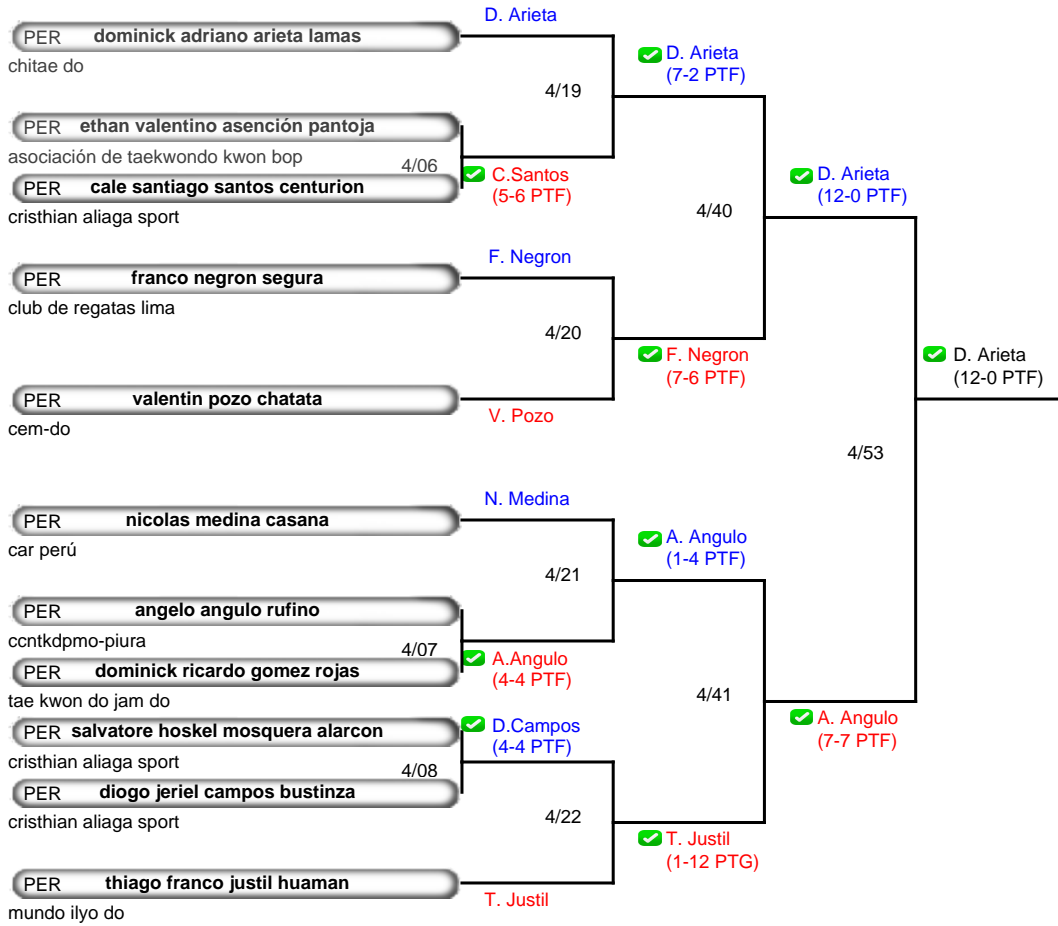 D. Arieta
PER dominick adriano arieta lamas
chitae do
D. Arieta
(7-2 PTF)
4/19
PER ethan valentino asención pantoja
asociación de taekwondo kwon bop
4/06
C.Santos
(5-6 PTF)
PER cale santiago santos centurion
cristhian aliaga sport
D. Arieta
(12-0 PTF)
4/40
F. Negron
PER franco negron segura
club de regatas lima
4/20
F. Negron
(7-6 PTF)
D. Arieta
(12-0 PTF)
PER valentin pozo chatata
V. Pozo
cem-do
4/53
N. Medina
PER nicolas medina casana
car perú
A. Angulo
(1-4 PTF)
4/21
PER angelo angulo rufino
ccntkdpmo-piura
4/07
A.Angulo
(4-4 PTF)
PER dominick ricardo gomez rojas
tae kwon do jam do
4/41
PER salvatore hoskel mosquera alarcon
D.Campos
(4-4 PTF)
A. Angulo
(7-7 PTF)
cristhian aliaga sport
4/08
PER diogo jeriel campos bustinza
cristhian aliaga sport
4/22
T. Justil
(1-12 PTG)
PER thiago franco justil huaman
T. Justil
mundo ilyo do